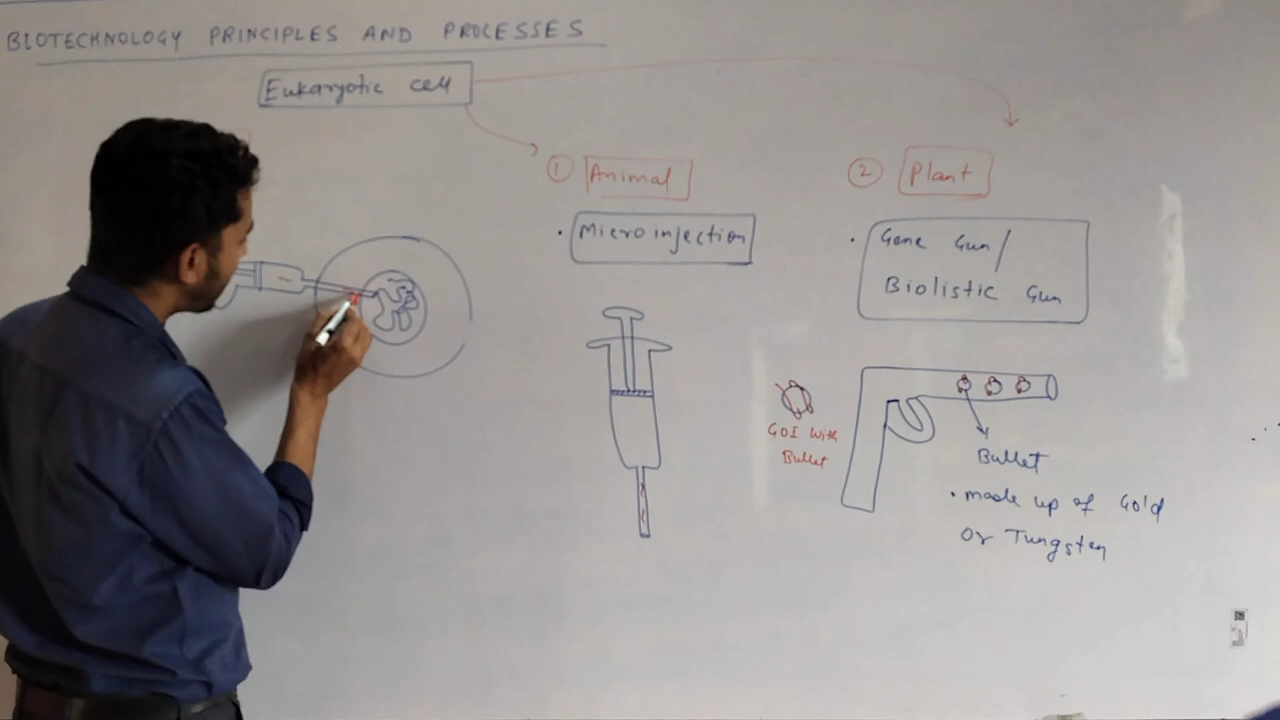 BIOTECHNOLOGY PRINCIPLES AND PROCESSES
Eukaryotic cell
1 Animal
• Microinjection
2 Plant
• Gene Gun/
Biolistic Gun
GOI with
Bullet
Bullet
• made up of Gold
Or Tungsten